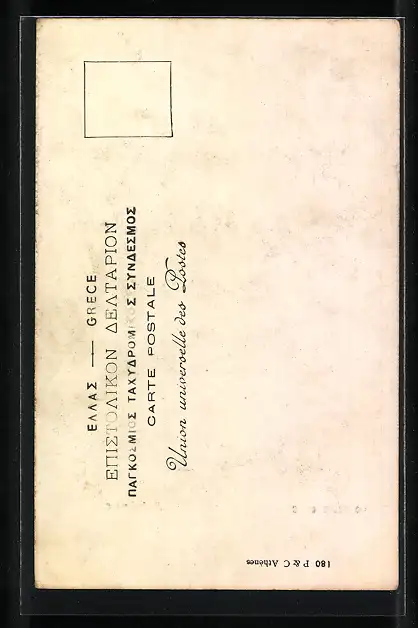 ΕΛΛΑΣ — GRECE
ΕΠΙΣΤΟΛΙΚΟΝ ΔΕΛΤΑΡΙΟΝ
ΠΑΓΚΟΣΜΙΟΣ ΤΑΧΥΔΡΟΜΙΚΟΣ ΣΥΝΔΕΣΜΟΣ
CARTE POSTALE
Union universelle des Postes
180 P & C Athènes